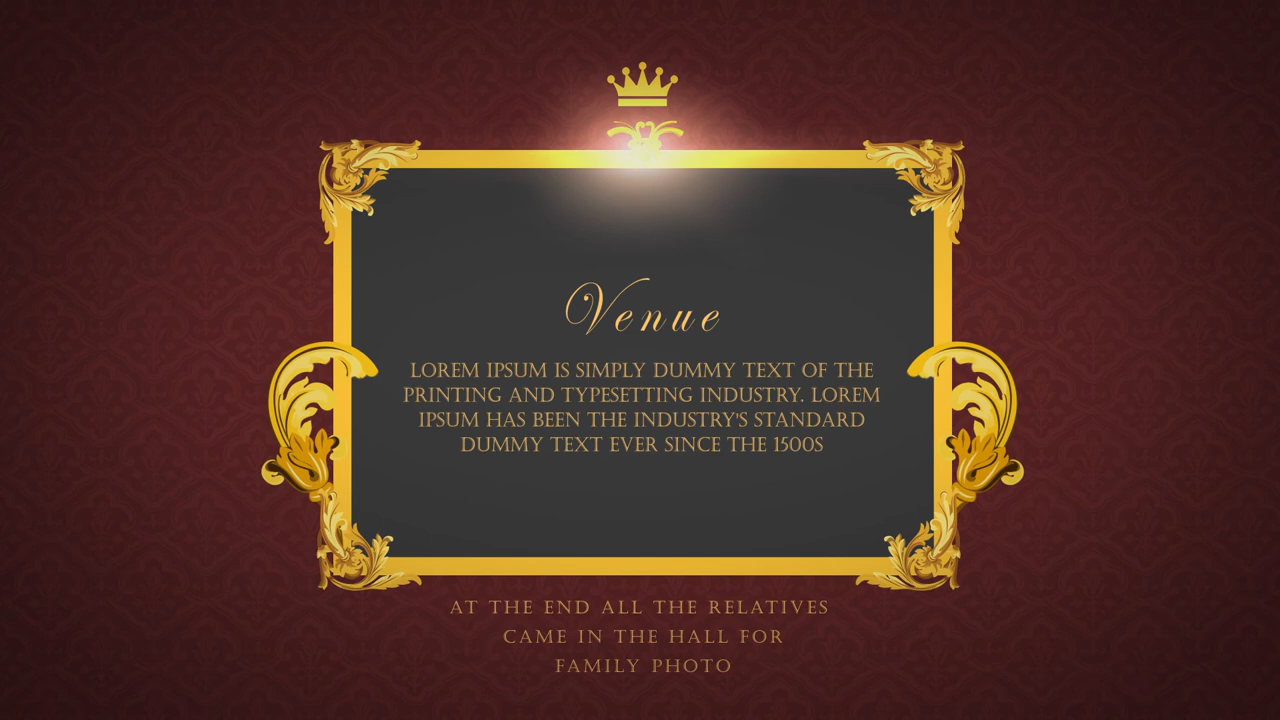 Venue
LOREM IPSUM IS SIMPLY DUMMY TEXT OF THE
PRINTING AND TYPESETTING INDUSTRY. LOREM
IPSUM HAS BEEN THE INDUSTRY'S STANDARD
DUMMY TEXT EVER SINCE THE 1500S
AT THE END ALL THE RELATIVES
CAME IN THE HALL FOR
FAMILY PHOTO